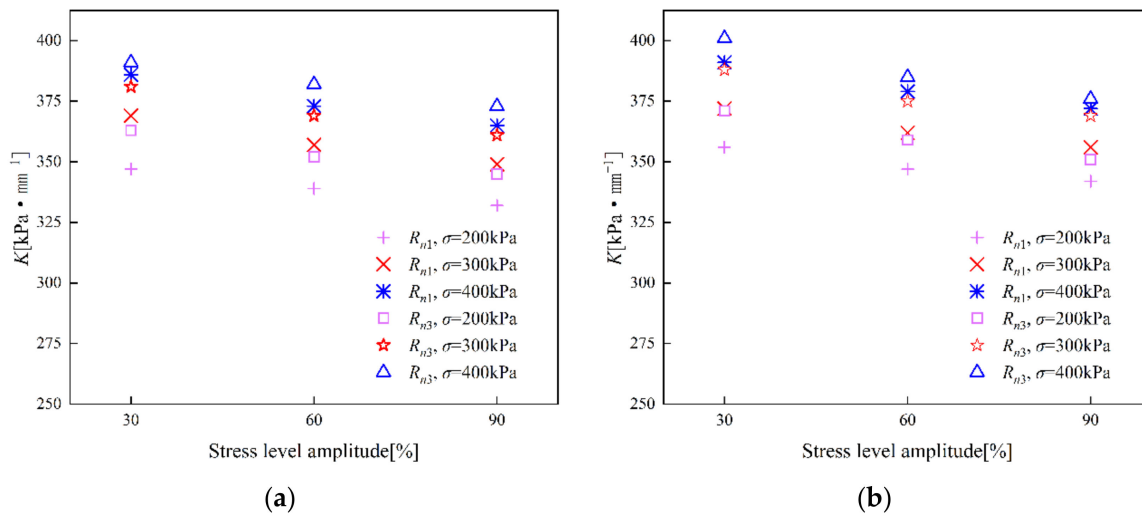 400
375
350
325
300
275
250
K[kPa·mm⁻¹]
30
60
90
Stress level amplitude[%]
Rn1, σ=200kPa
Rn1, σ=300kPa
Rn1, σ=400kPa
Rn3, σ=200kPa
Rn3, σ=300kPa
Rn3, σ=400kPa
(a)
400
375
350
325
300
275
250
K[kPa·mm⁻¹]
30
60
90
Stress level amplitude[%]
Rn1, σ=200kPa
Rn1, σ=300kPa
Rn1, σ=400kPa
Rn3, σ=200kPa
Rn3, σ=300kPa
Rn3, σ=400kPa
(b)